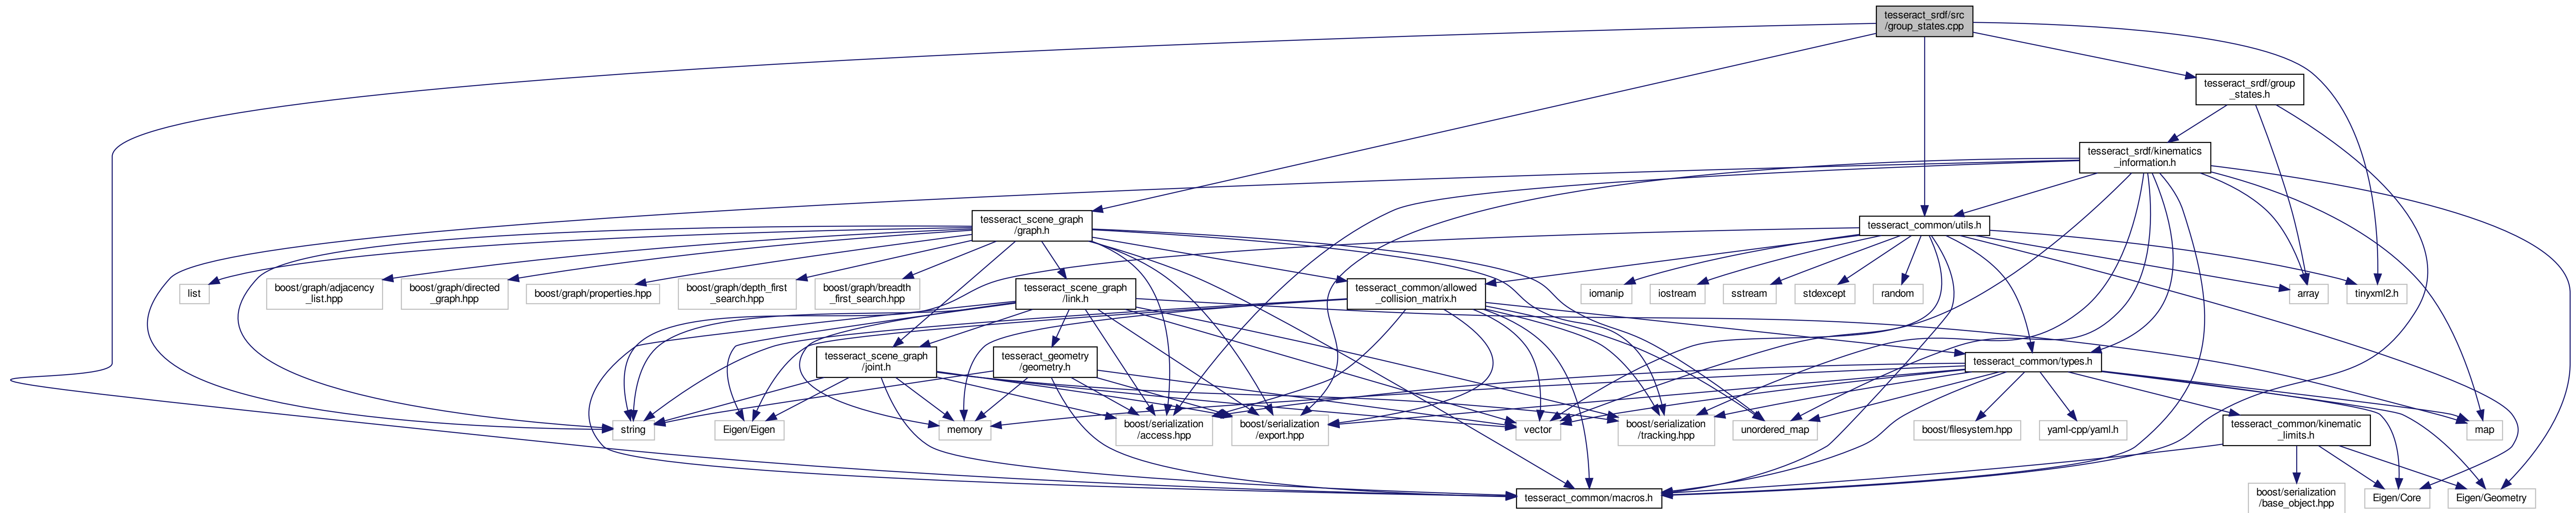 tesseract_srdf/src
/group_states.cpp
tesseract_srdf/group
_states.h
tesseract_srdf/kinematics
_information.h
tesseract_scene_graph
/graph.h
tesseract_common/utils.h
list
boost/graph/adjacency
_list.hpp
boost/graph/directed
_graph.hpp
boost/graph/properties.hpp
boost/graph/depth_first
_search.hpp
boost/graph/breadth
_first_search.hpp
tesseract_scene_graph
/link.h
tesseract_common/allowed
_collision_matrix.h
iomanip
iostream
sstream
stdexcept
random
array
tinyxml2.h
tesseract_scene_graph
/joint.h
tesseract_geometry
/geometry.h
tesseract_common/types.h
string
Eigen/Eigen
memory
boost/serialization
/access.hpp
boost/serialization
/export.hpp
vector
boost/serialization
/tracking.hpp
unordered_map
boost/filesystem.hpp
yaml-cpp/yaml.h
tesseract_common/kinematic
_limits.h
map
tesseract_common/macros.h
boost/serialization
/base_object.hpp
Eigen/Core
Eigen/Geometry